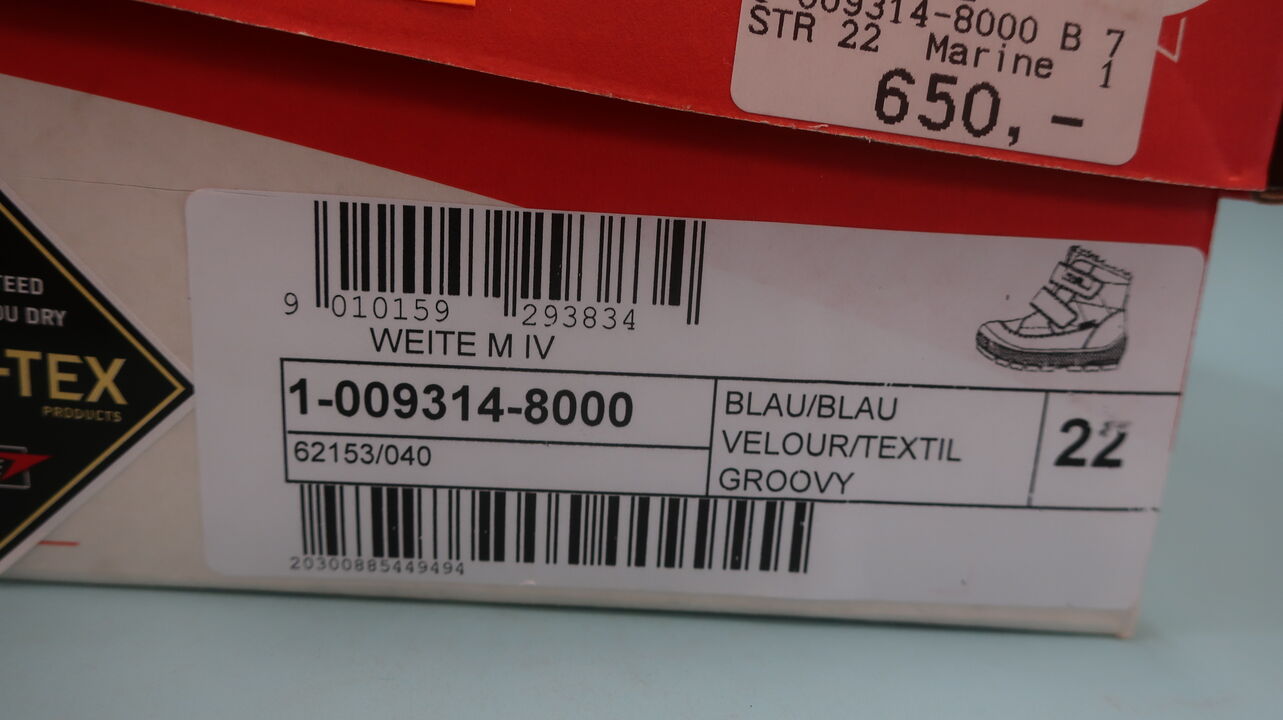 009314-8000 B 7
STR 22 Marine 1
650,-
9 010159 293834
WEITE M IV
1-009314-8000
62153/040
BLAU/BLAU
VELOUR/TEXTIL
GROOVY
22
20300885449494
TEED
OU DRY
-TEX
PRODUCTS